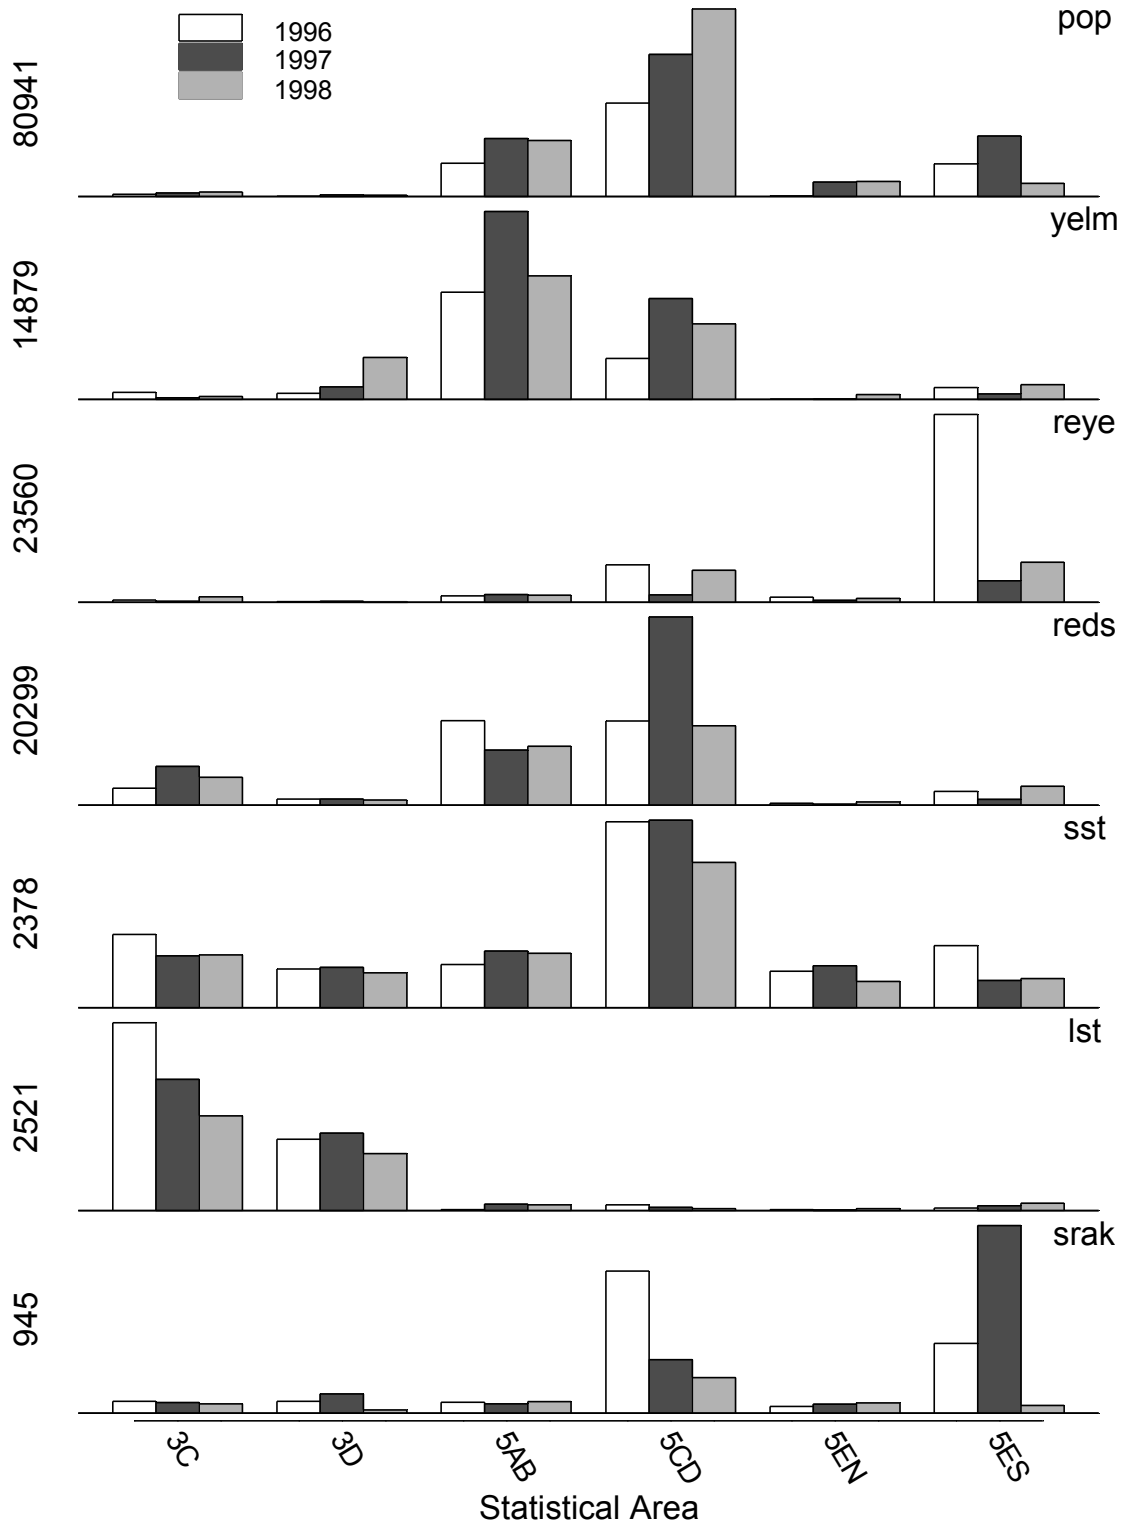 pop
1996
1997
1998
80941
yelm
14879
reye
23560
reds
20299
sst
2378
lst
2521
srak
945
3C
3D
5AB
5CD
5EN
5ES
Statistical Area